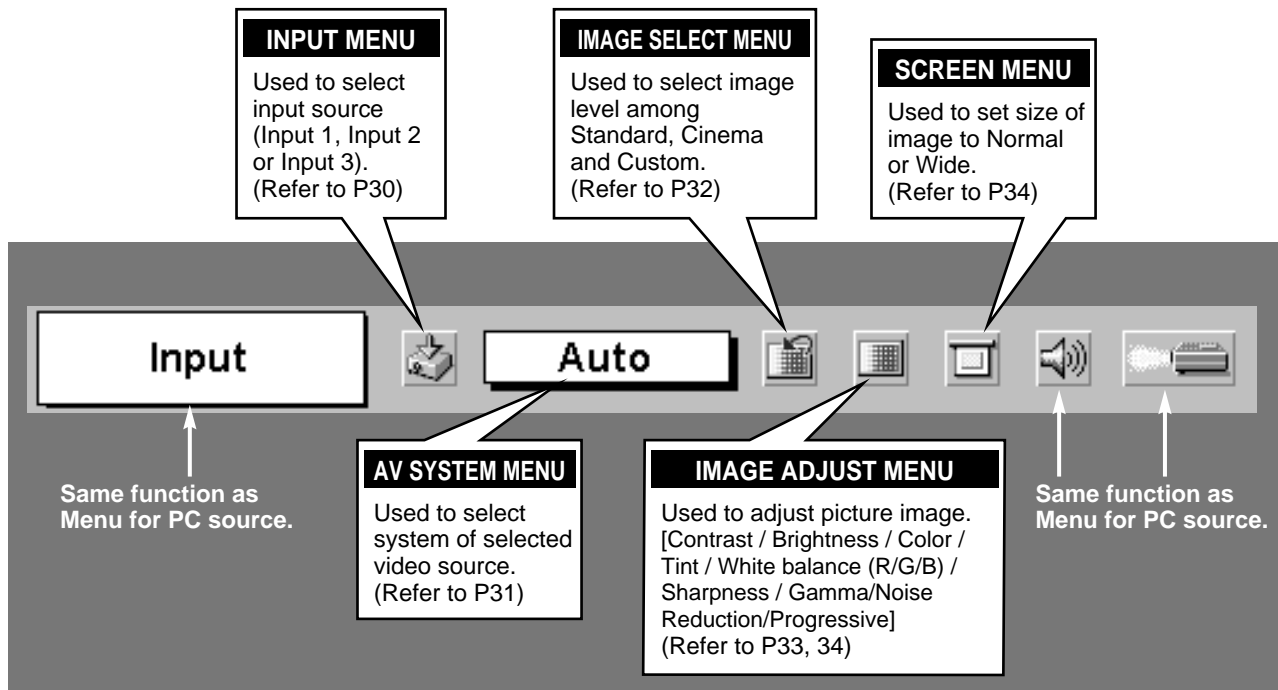 INPUT MENU
Used to select
input source
(Input 1, Input 2
or Input 3).
(Refer to P30)
IMAGE SELECT MENU
Used to select image
level among
Standard, Cinema
and Custom.
(Refer to P32)
SCREEN MENU
Used to set size of
image to Normal
or Wide.
(Refer to P34)
Input
Auto
Same function as
Menu for PC source.
AV SYSTEM MENU
Used to select
system of selected
video source.
(Refer to P31)
IMAGE ADJUST MENU
Used to adjust picture image.
[Contrast / Brightness / Color /
Tint / White balance (R/G/B) /
Sharpness / Gamma/Noise
Reduction/Progressive]
(Refer to P33, 34)
Same function as
Menu for PC source.